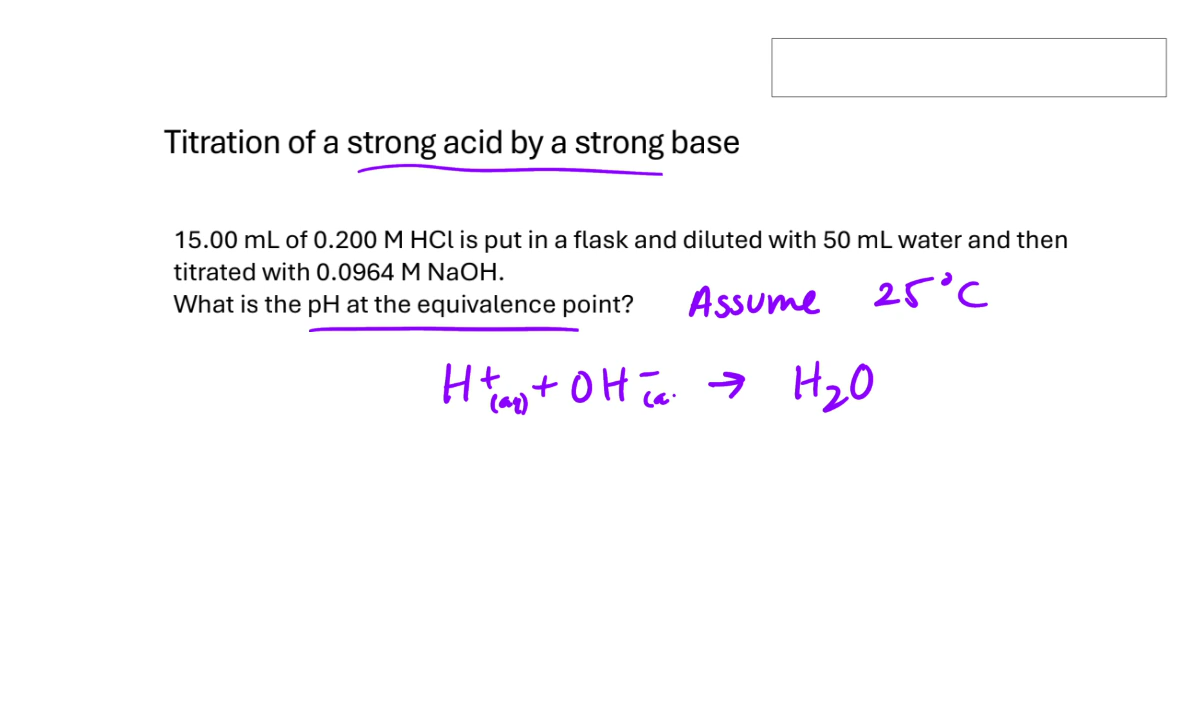 Titration of a strong acid by a strong base
15.00 mL of 0.200 M HCl is put in a flask and diluted with 50 mL water and then
titrated with 0.0964 M NaOH.
What is the pH at the equivalence point? Assume 25°C
H⁺(aq) + OH⁻(a. → H₂O